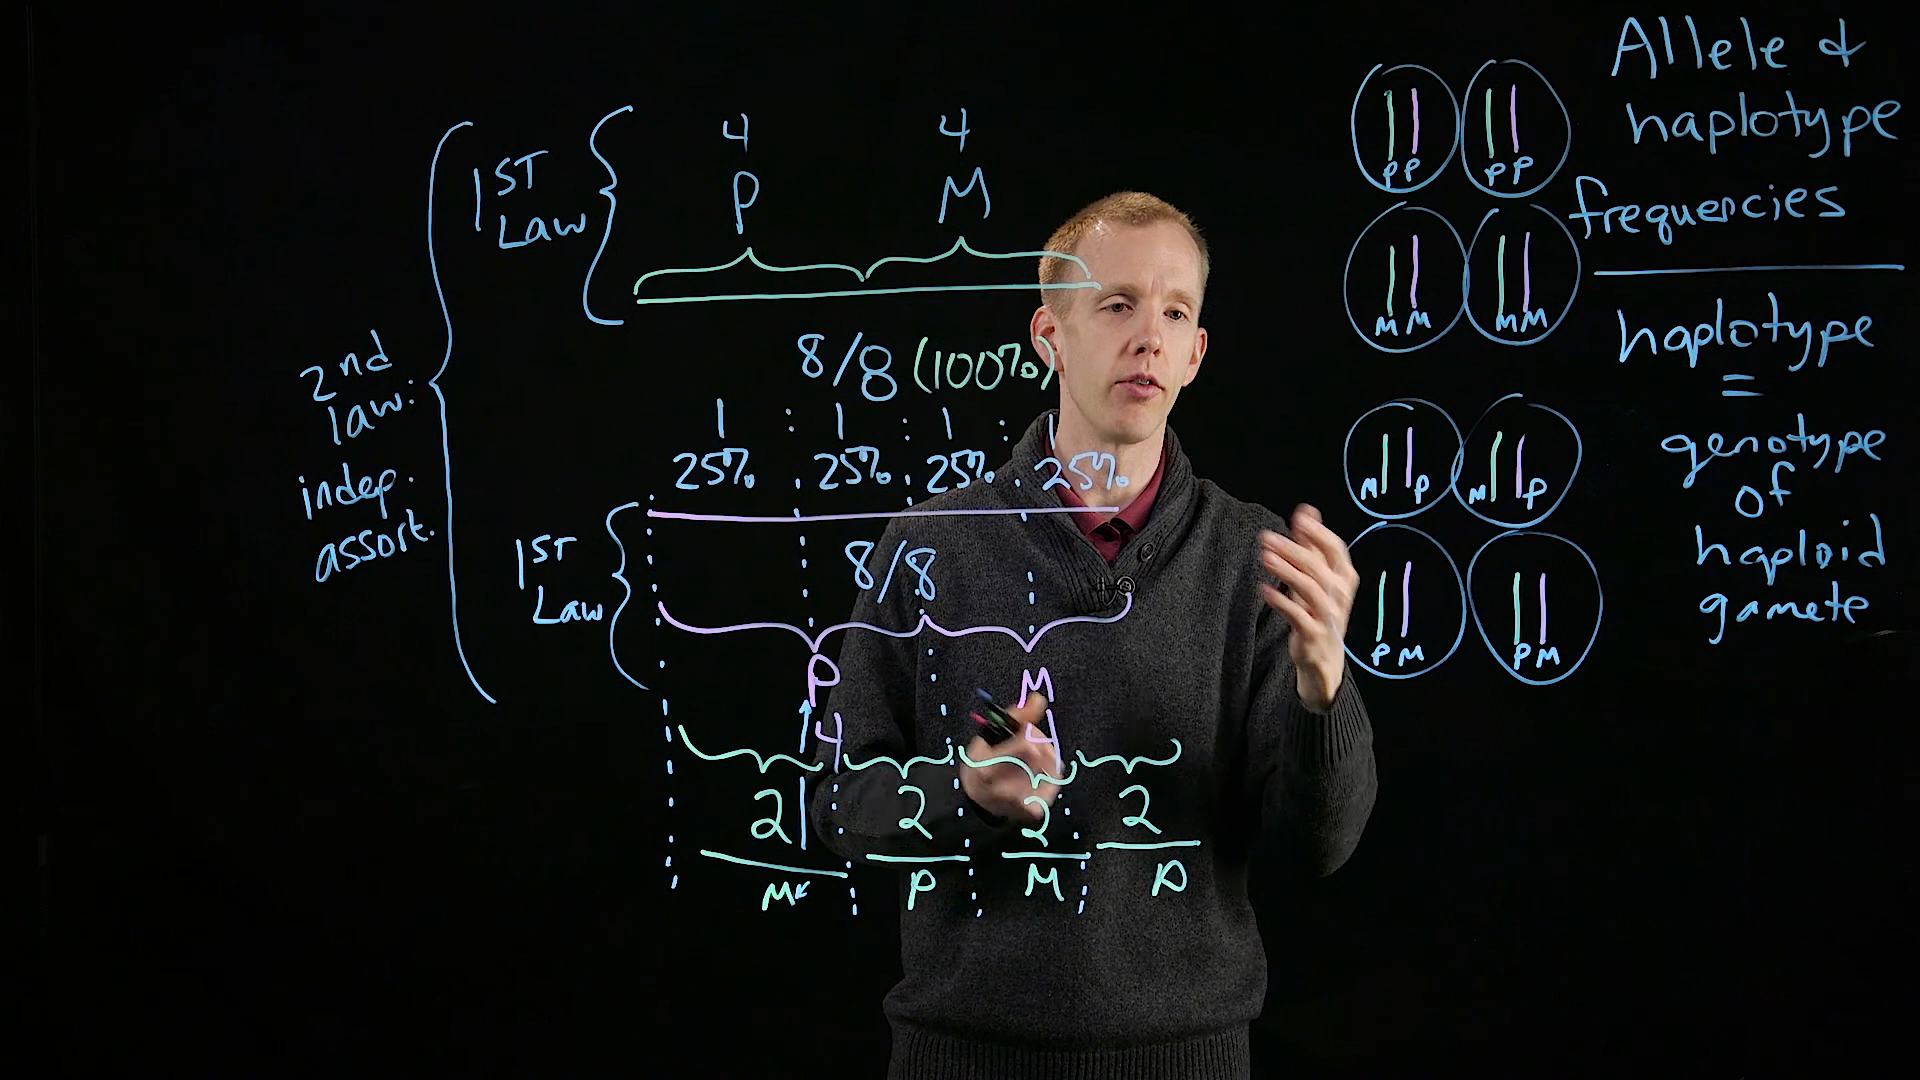 Allele &
haplotype
frequencies
haplotype
=
genotype
of
haploid
gamete
PP PP
MM MM
M P M P
P M P M
4 4
P M
1ST
Law
8/8 (100%)
1 : 1 : 1 : 1
25% : 25% : 25% : 25%
2nd
law:
indep.
assort.
1ST
Law
8/8
P M
4 4
2 2 2 2
M P M P